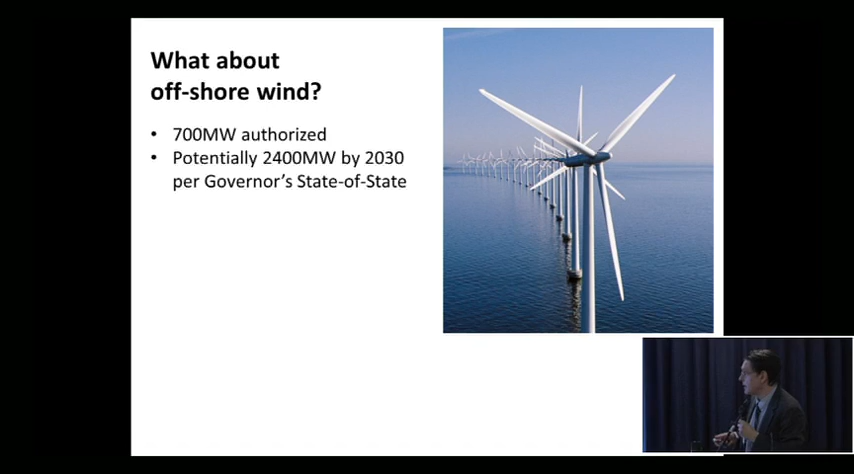 What about
off-shore wind?
• 700MW authorized
• Potentially 2400MW by 2030
per Governor's State-of-State